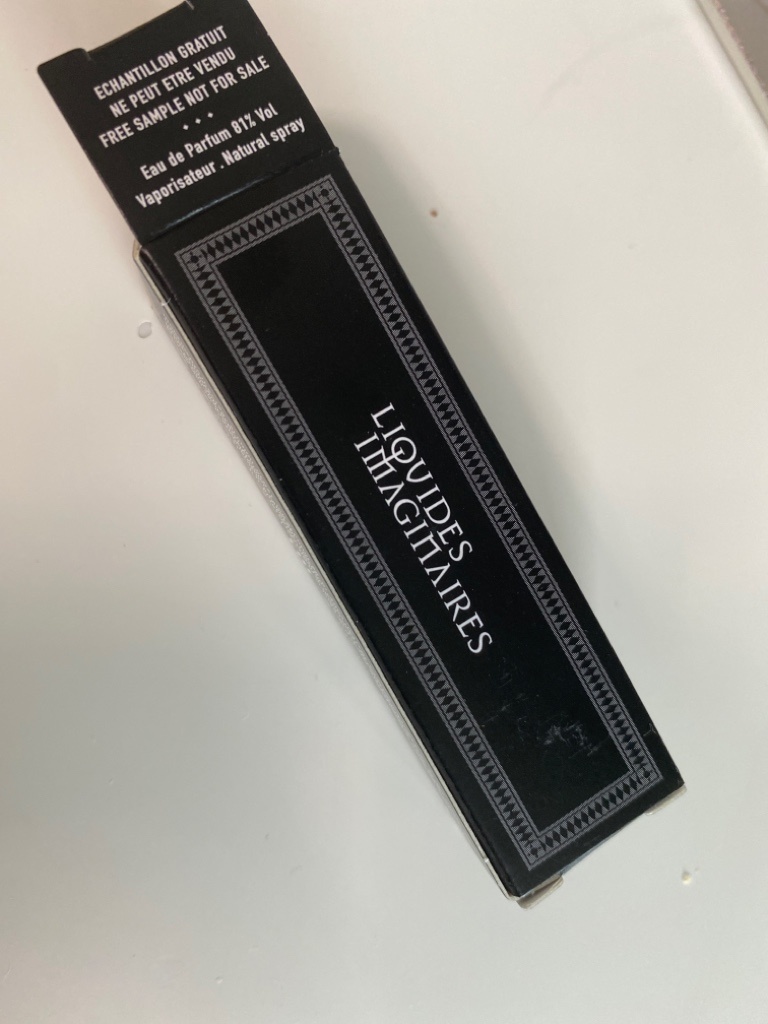 ECHANTILLON GRATUIT
NE PEUT ETRE VENDU
FREE SAMPLE NOT FOR SALE
Eau de Parfum 81% Vol
Vaporisateur . Natural spray
LIQUIDES
IMAGINAIRES